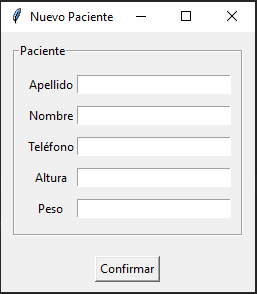 Nuevo Paciente
Paciente
Apellido
Nombre
Teléfono
Altura
Peso
Confirmar